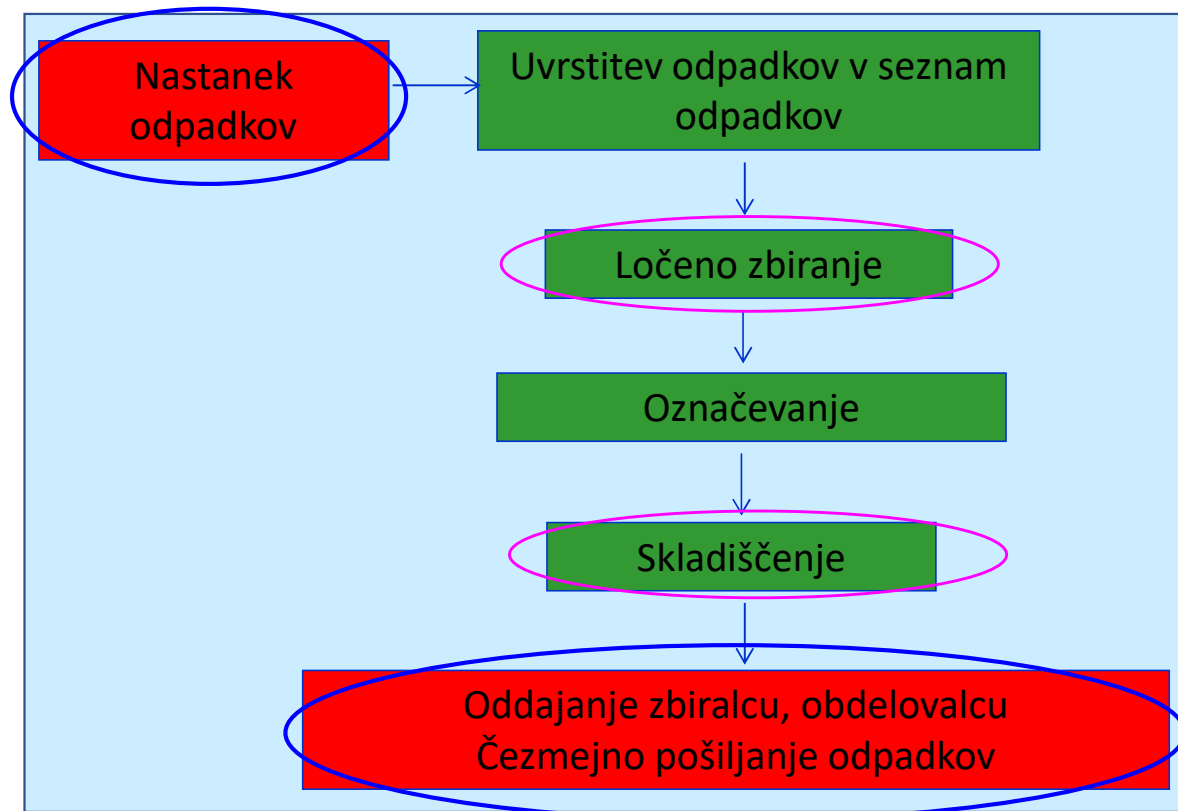 Nastanek
odpadkov
Uvrstitev odpadkov v seznam
odpadkov
Ločeno zbiranje
Označevanje
Skladiščenje
Oddajanje zbiralcu, obdelovalcu
Čezmejno pošiljanje odpadkov